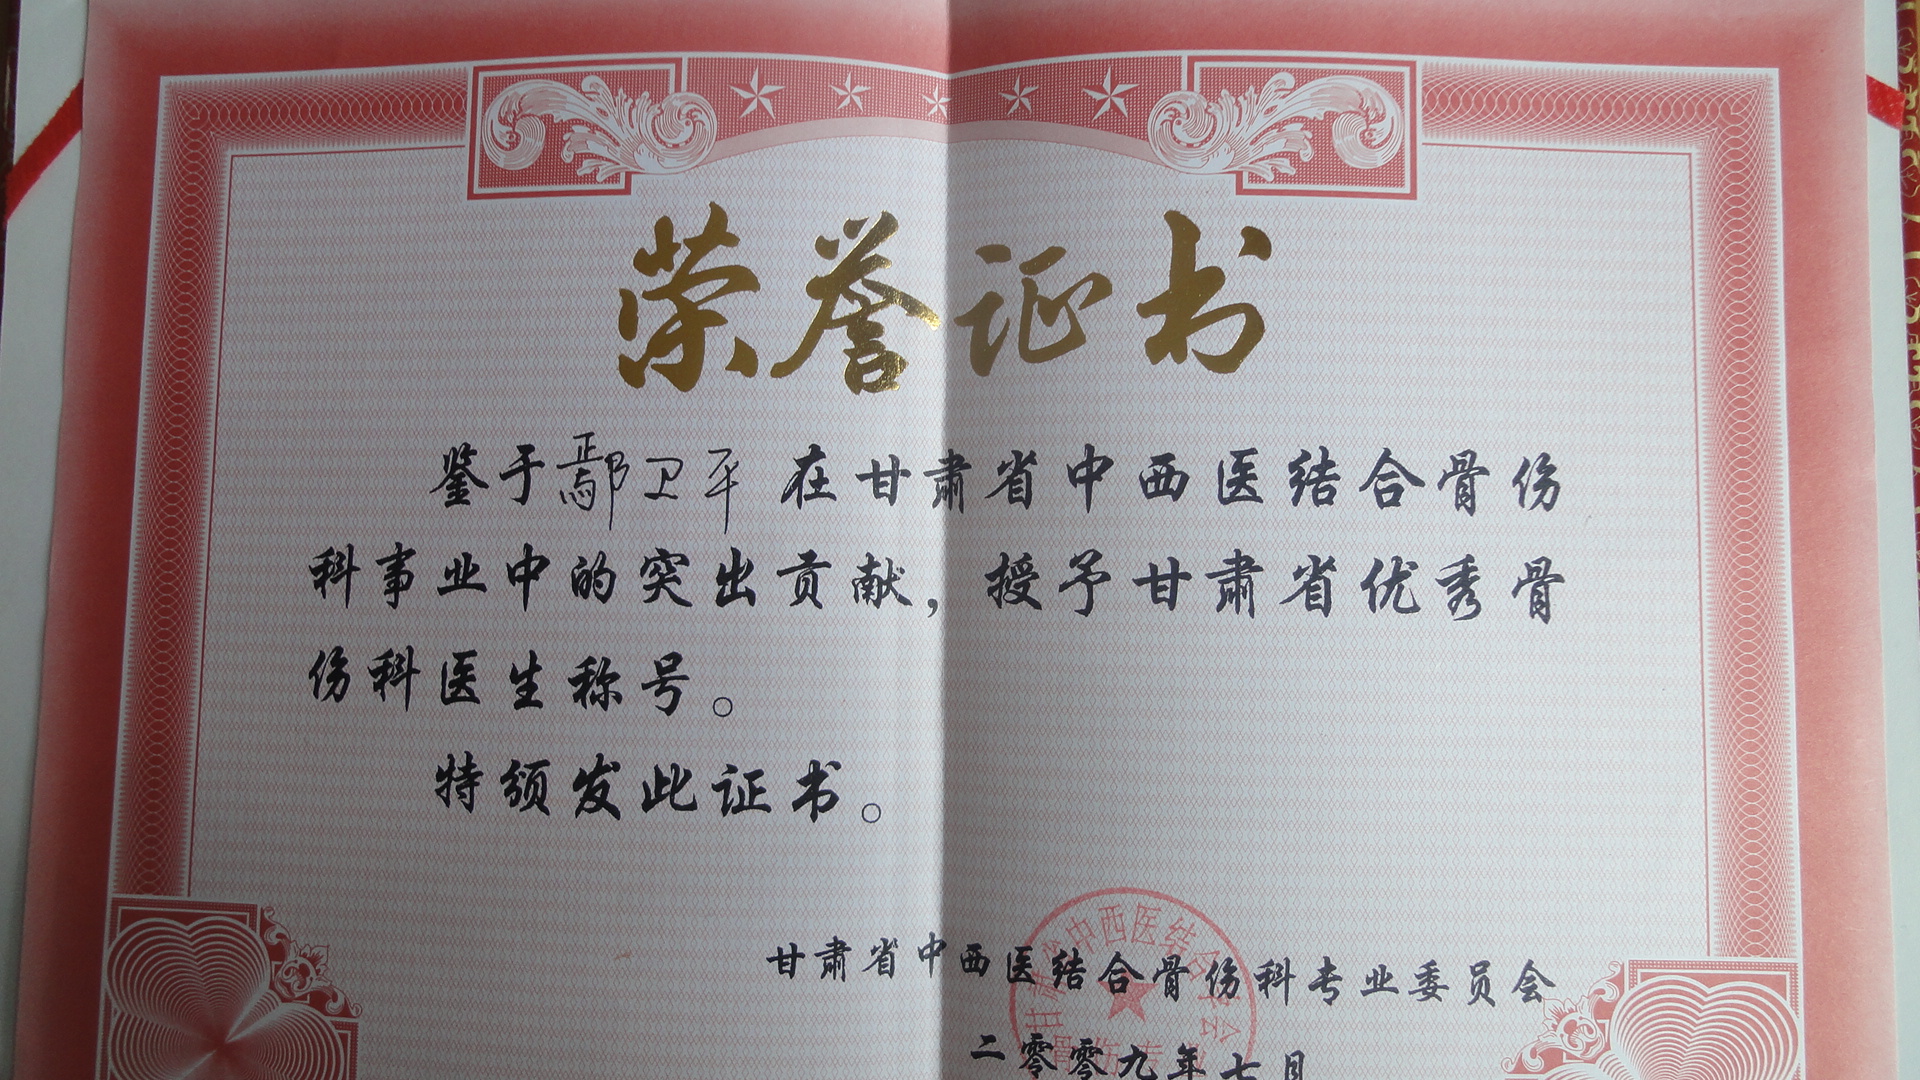 荣誉证书
鉴于鄢卫平在甘肃省中西医结合骨伤
科事业中的突出贡献，授予甘肃省优秀骨
伤科医生称号。
特颁发此证书。
甘肃省中西医结合骨伤科专业委员会
二零零九年七月